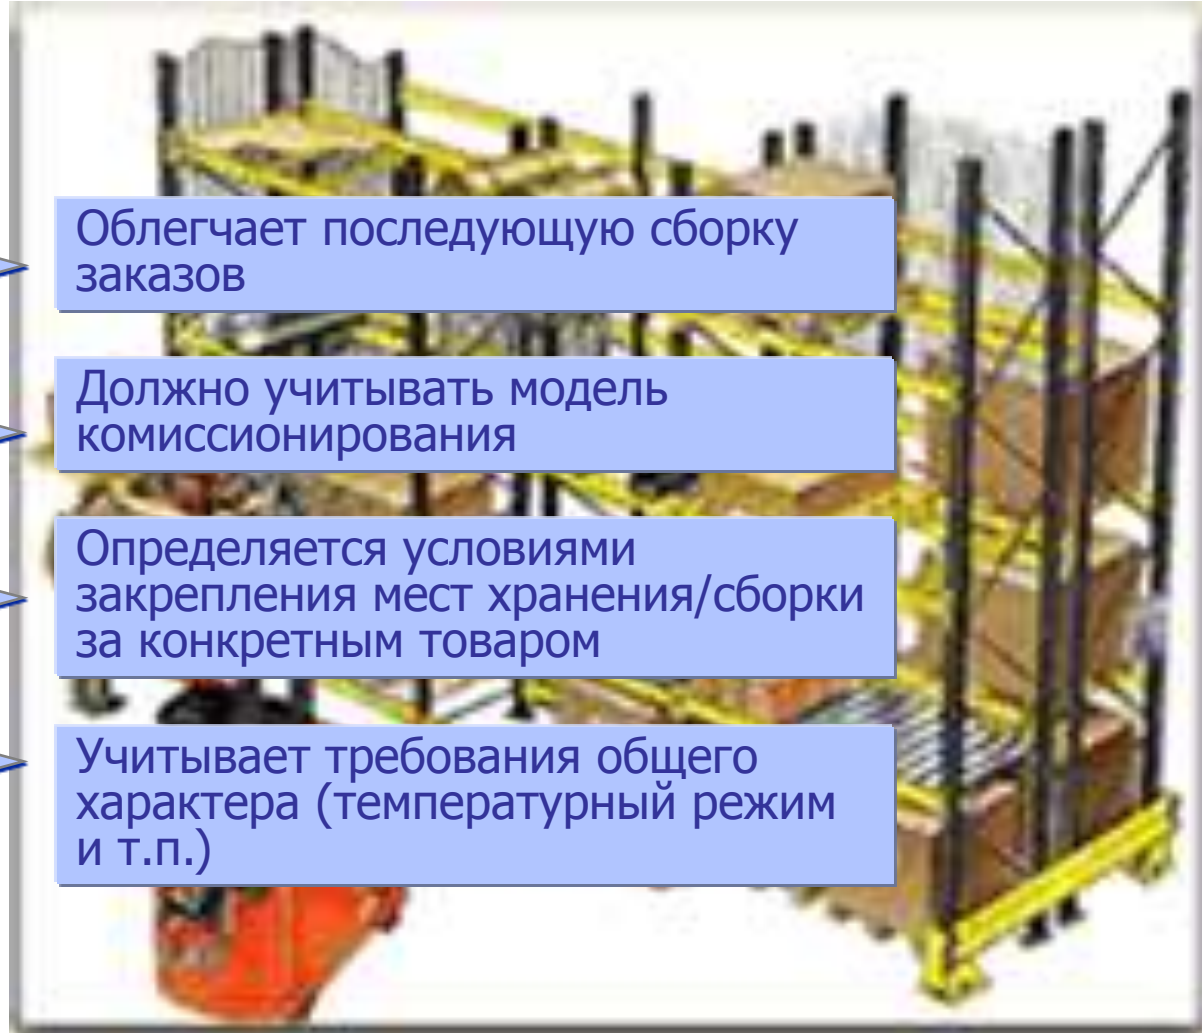 Облегчает последующую сборку
заказов
Должно учитывать модель
комиссионирования
Определяется условиями
закрепления мест хранения/сборки
за конкретным товаром
Учитывает требования общего
характера (температурный режим
и т.п.)